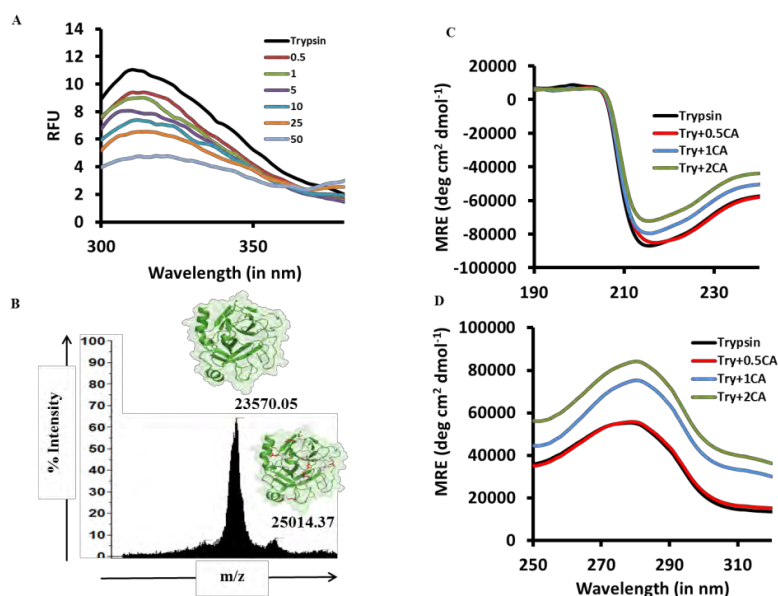 A
14
12
10
8
6
4
2
0
RFU
300
350
Wavelength (in nm)
Trypsin
0.5
1
5
10
25
50
B
100
90
80
70
60
50
40
30
20
10
0
% Intensity
23570.05
25014.37
m/z
C
20000
0
-20000
-40000
-60000
-80000
-100000
MRE (deg cm² dmol⁻¹)
190
210
230
Trypsin
Try+0.5CA
Try+1CA
Try+2CA
D
100000
80000
60000
40000
20000
0
MRE (deg cm² dmol⁻¹)
250
270
290
310
Wavelength (in nm)
Trypsin
Try+0.5CA
Try+1CA
Try+2CA